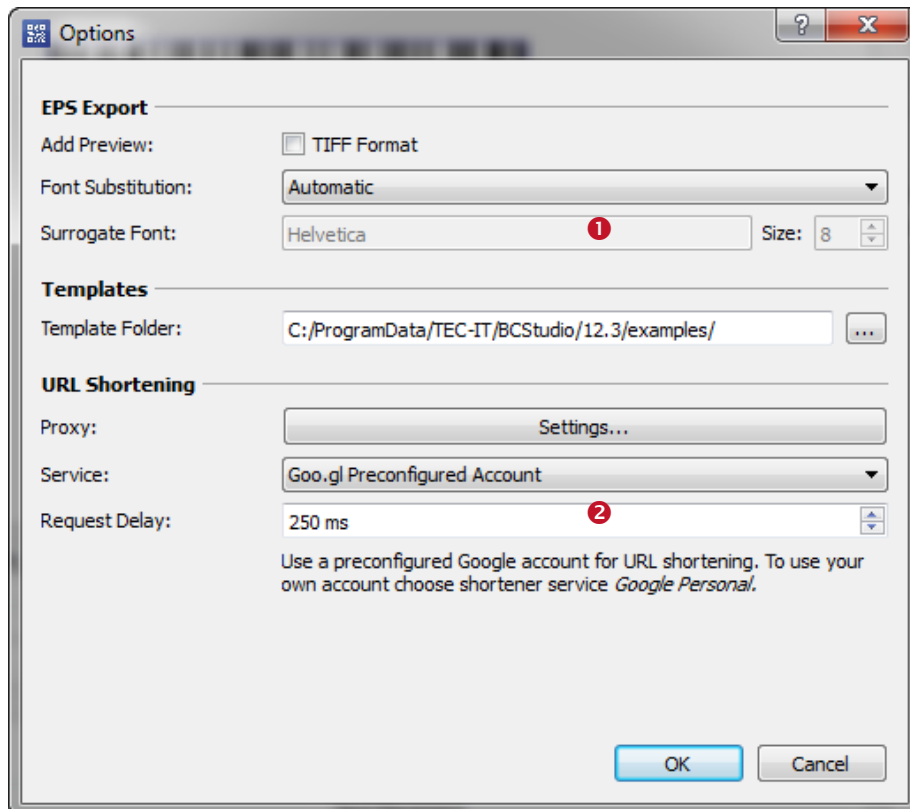 Options
?
X
EPS Export
Add Preview: TIFF Format
Font Substitution: Automatic
Surrogate Font: Helvetica 1 Size: 8
Templates
Template Folder: C:/ProgramData/TEC-IT/BCStudio/12.3/examples/ ...
URL Shortening
Proxy: Settings...
Service: Goo.gl Preconfigured Account
Request Delay: 250 ms 2
Use a preconfigured Google account for URL shortening. To use your
own account choose shortener service Google Personal.
OK Cancel